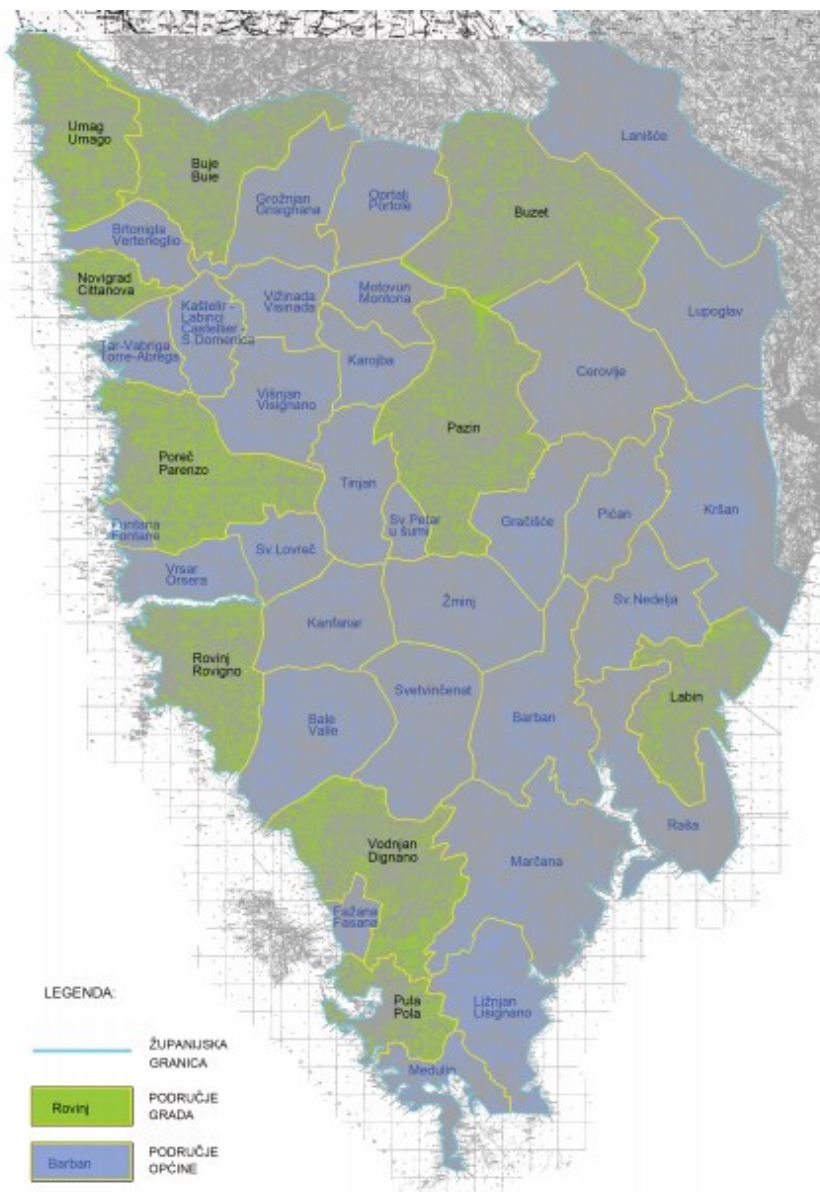 Lanišće
Umag
Umago
Buje
Buie
Grožnjan
Grisignana
Oprtalj
Portole
Buzet
Brtonigla
Verteneglio
Novigrad
Cittanova
Kaštelir -
Labinci
Castellier -
S.Domenica
Vižinada
Visinada
Motovun
Montona
Lupoglav
Tar-Vabriga
Torre-Abrega
Karojba
Cerovlje
Višnjan
Visignano
Pazin
Poreč
Parenzo
Tinjan
Sv.Petar
u šumi
Gračišće
Pićan
Kršan
Funtana
Fontane
Sv.Lovreč
Vrsar
Orsera
Žminj
Sv.Nedelja
Kanfanar
Rovinj
Rovigno
Svetvinčenat
Labin
Bale
Valle
Barban
Raša
Vodnjan
Dignano
Marčana
Fažana
Fasana
Pula
Pola
Ližnjan
Lisignano
Medulin
LEGENDA:
ŽUPANIJSKA
GRANICA
Rovinj
PODRUČJE
GRADA
Barban
PODRUČJE
OPĆINE